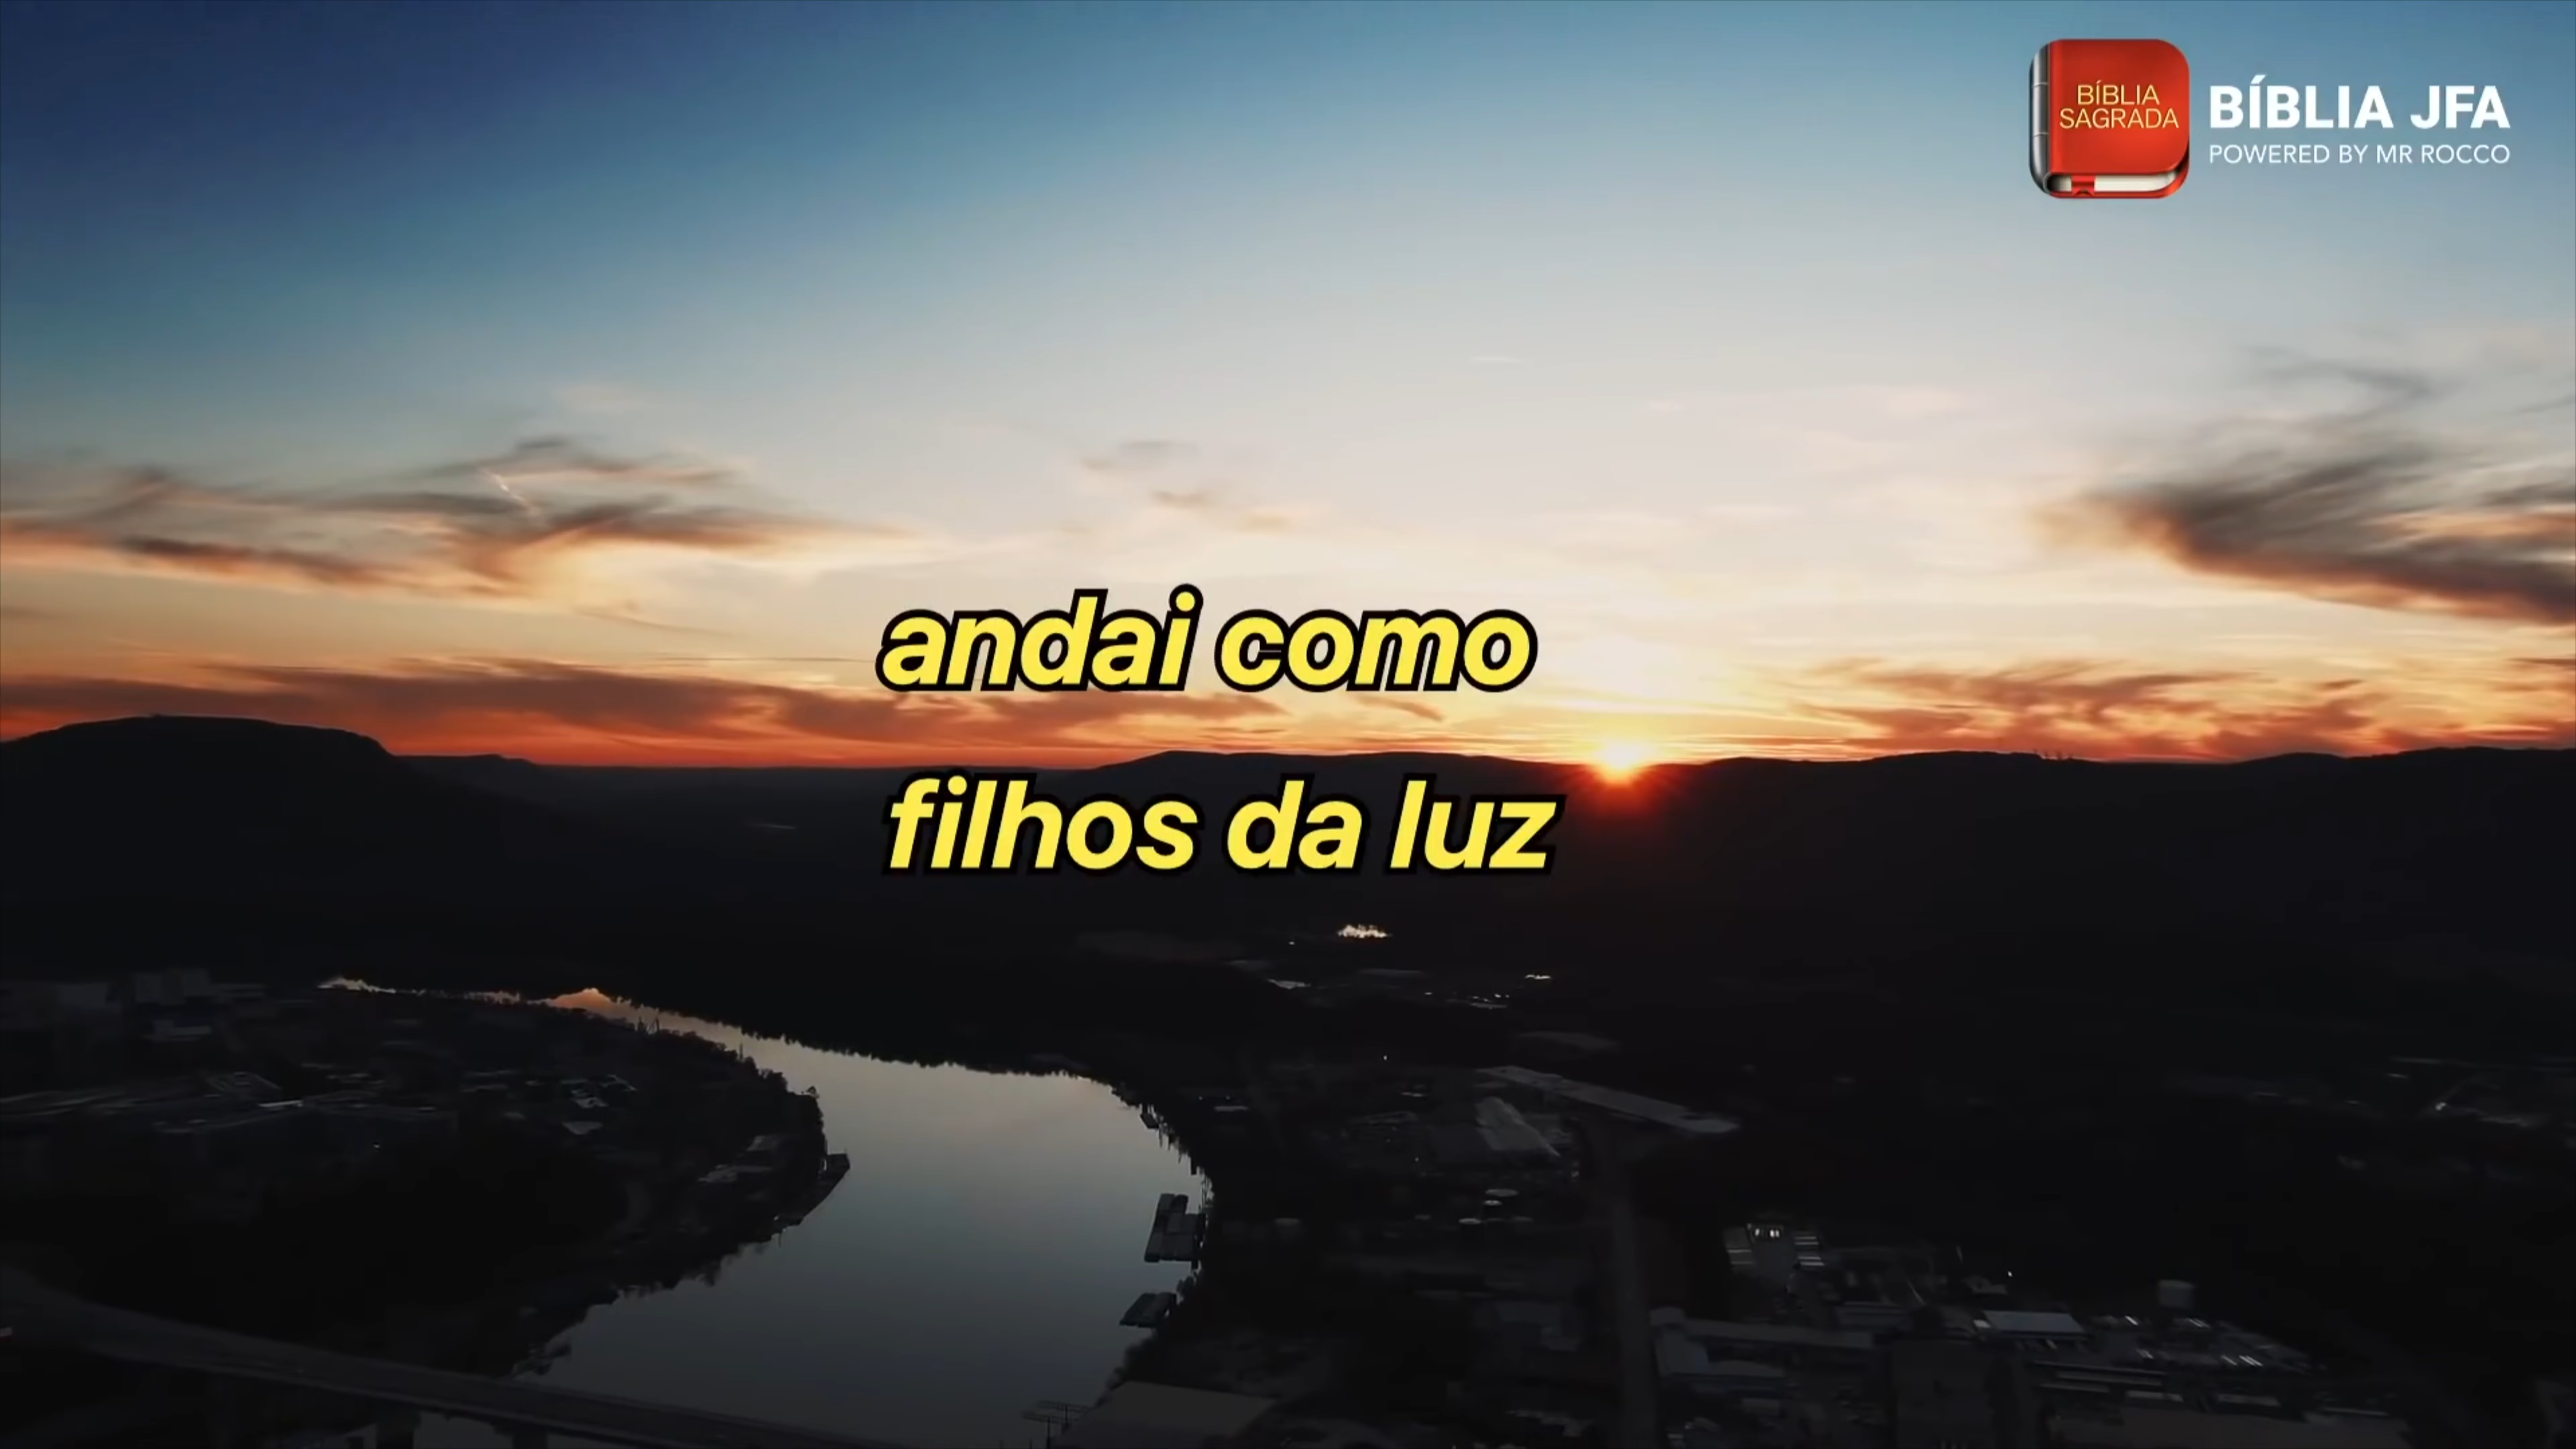 BÍBLIA
SAGRADA
BÍBLIA JFA
POWERED BY MR ROCCO
andai como
filhos da luz